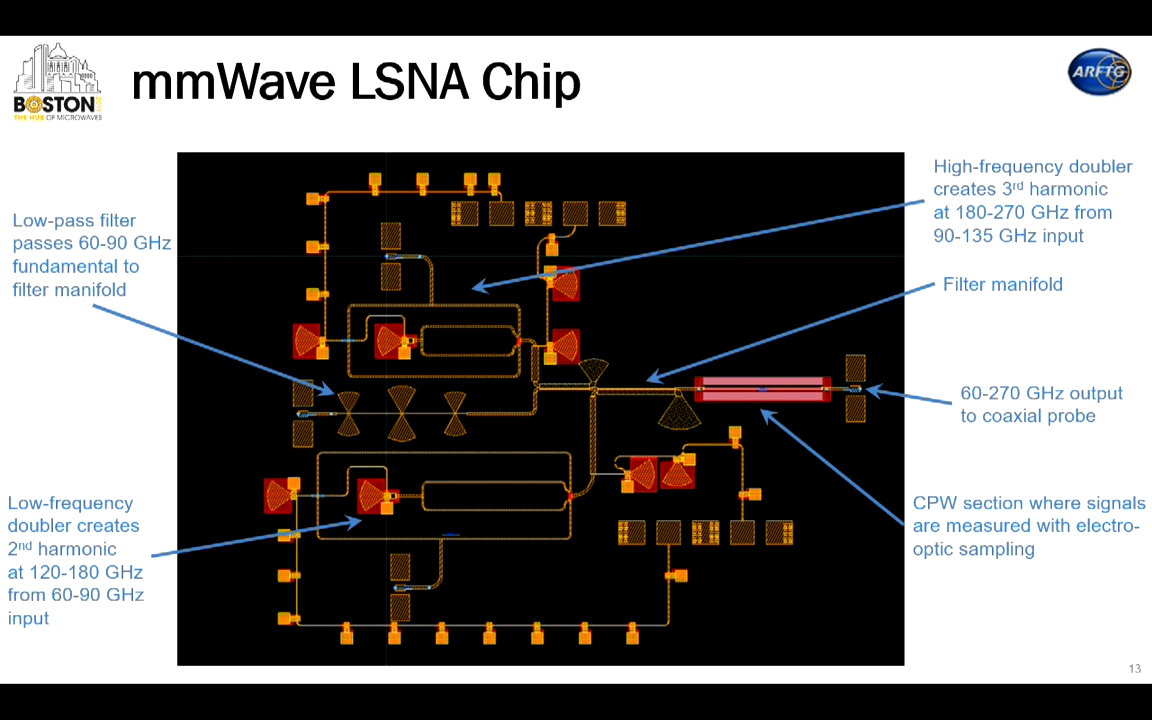 BOSTON
THE HUB OF MICROWAVES
mmWave LSNA Chip
ARFTG
Low-pass filter
passes 60-90 GHz
fundamental to
filter manifold
Low-frequency
doubler creates
2nd harmonic
at 120-180 GHz
from 60-90 GHz
input
High-frequency doubler
creates 3rd harmonic
at 180-270 GHz from
90-135 GHz input
Filter manifold
60-270 GHz output
to coaxial probe
CPW section where signals
are measured with electro-
optic sampling
13